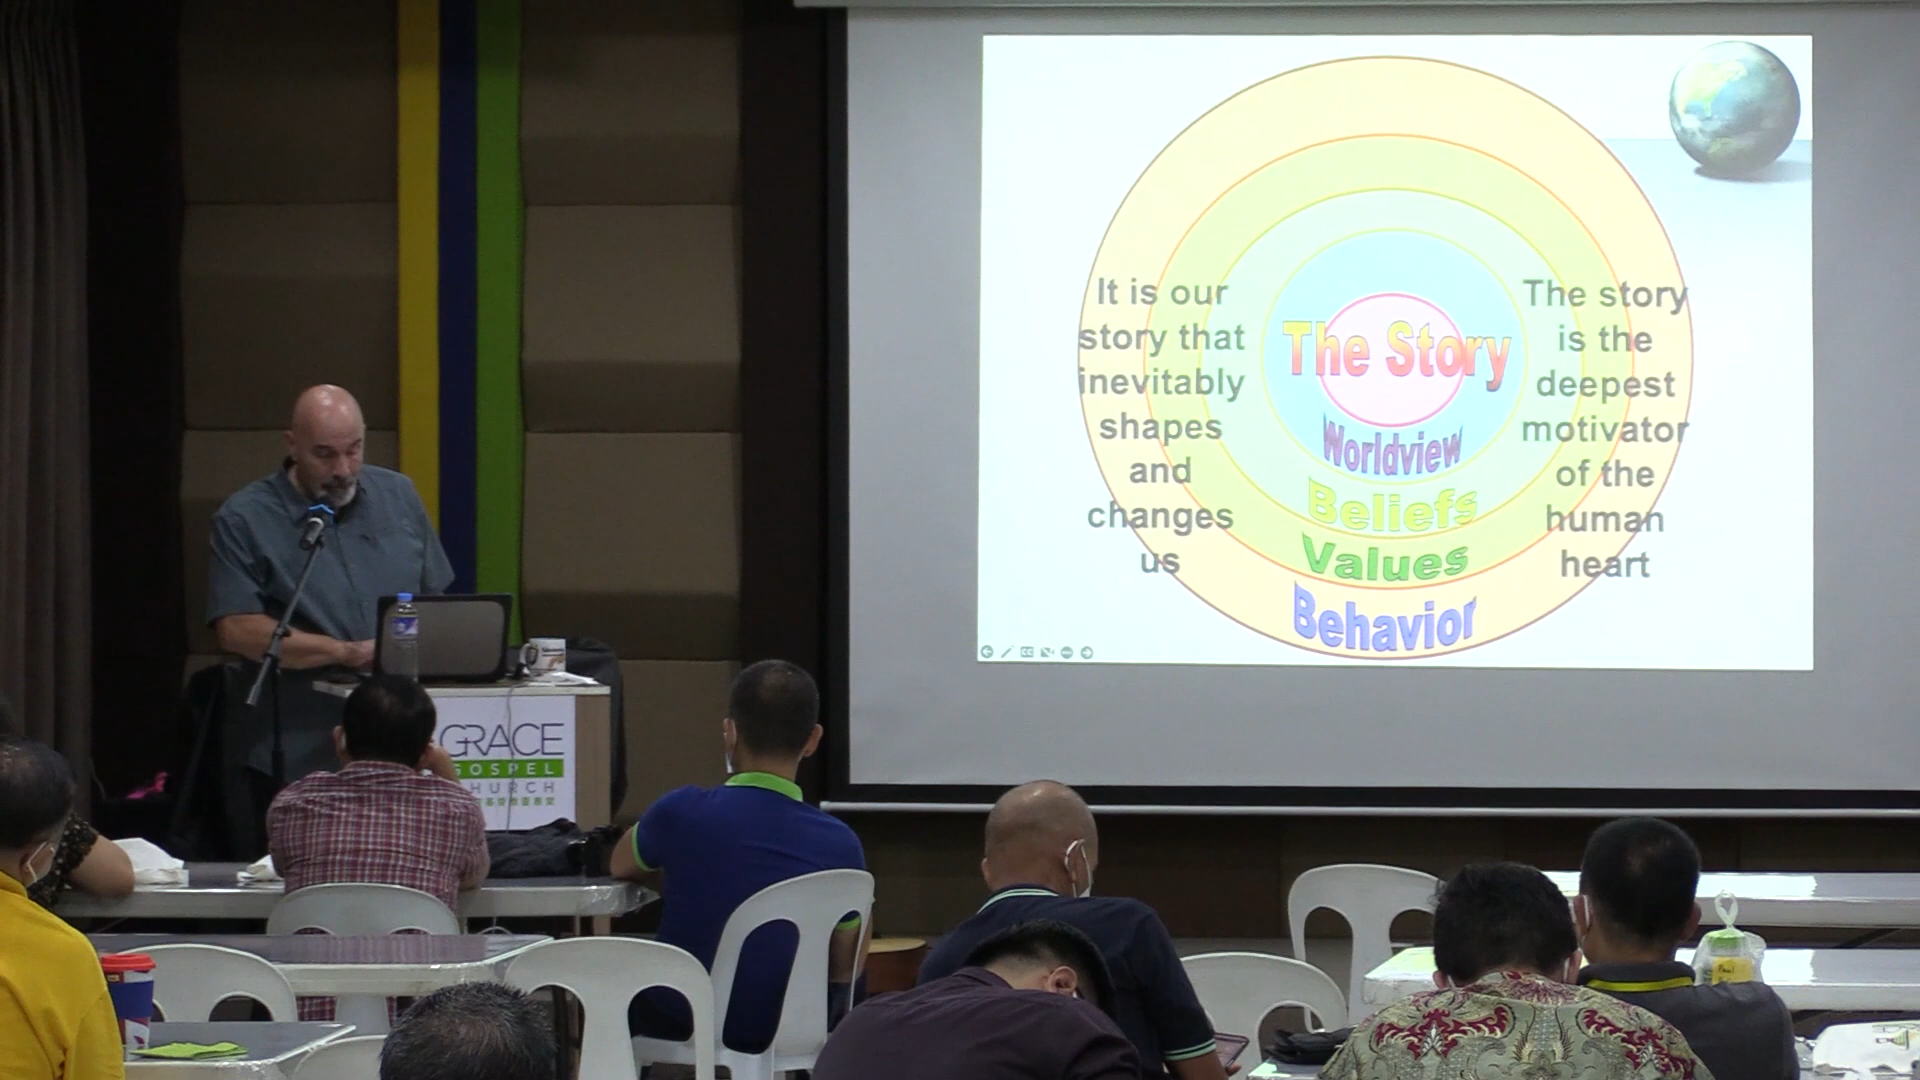 It is our
story that
inevitably
shapes
and
changes
us
The Story
Worldview
Beliefs
Values
Behavior
The story
is the
deepest
motivator
of the
human
heart
GRACE
GOSPEL
CHURCH